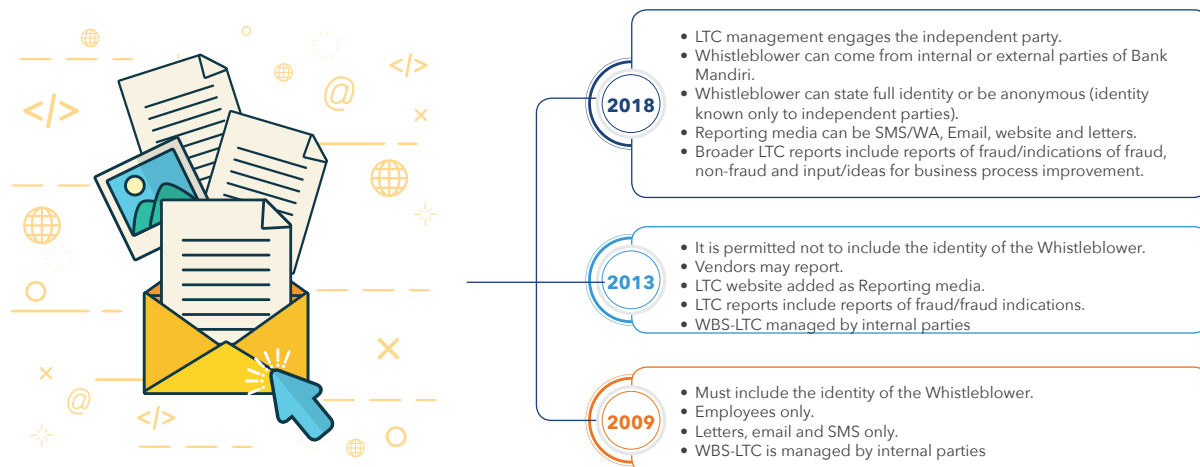 2018
• LTC management engages the independent party.
• Whistleblower can come from internal or external parties of Bank
Mandiri.
• Whistleblower can state full identity or be anonymous (identity
known only to independent parties).
• Reporting media can be SMS/WA, Email, website and letters.
• Broader LTC reports include reports of fraud/indications of fraud,
non-fraud and input/ideas for business process improvement.
2013
• It is permitted not to include the identity of the Whistleblower.
• Vendors may report.
• LTC website added as Reporting media.
• LTC reports include reports of fraud/fraud indications.
• WBS-LTC managed by internal parties
2009
• Must include the identity of the Whistleblower.
• Employees only.
• Letters, email and SMS only.
• WBS-LTC is managed by internal parties